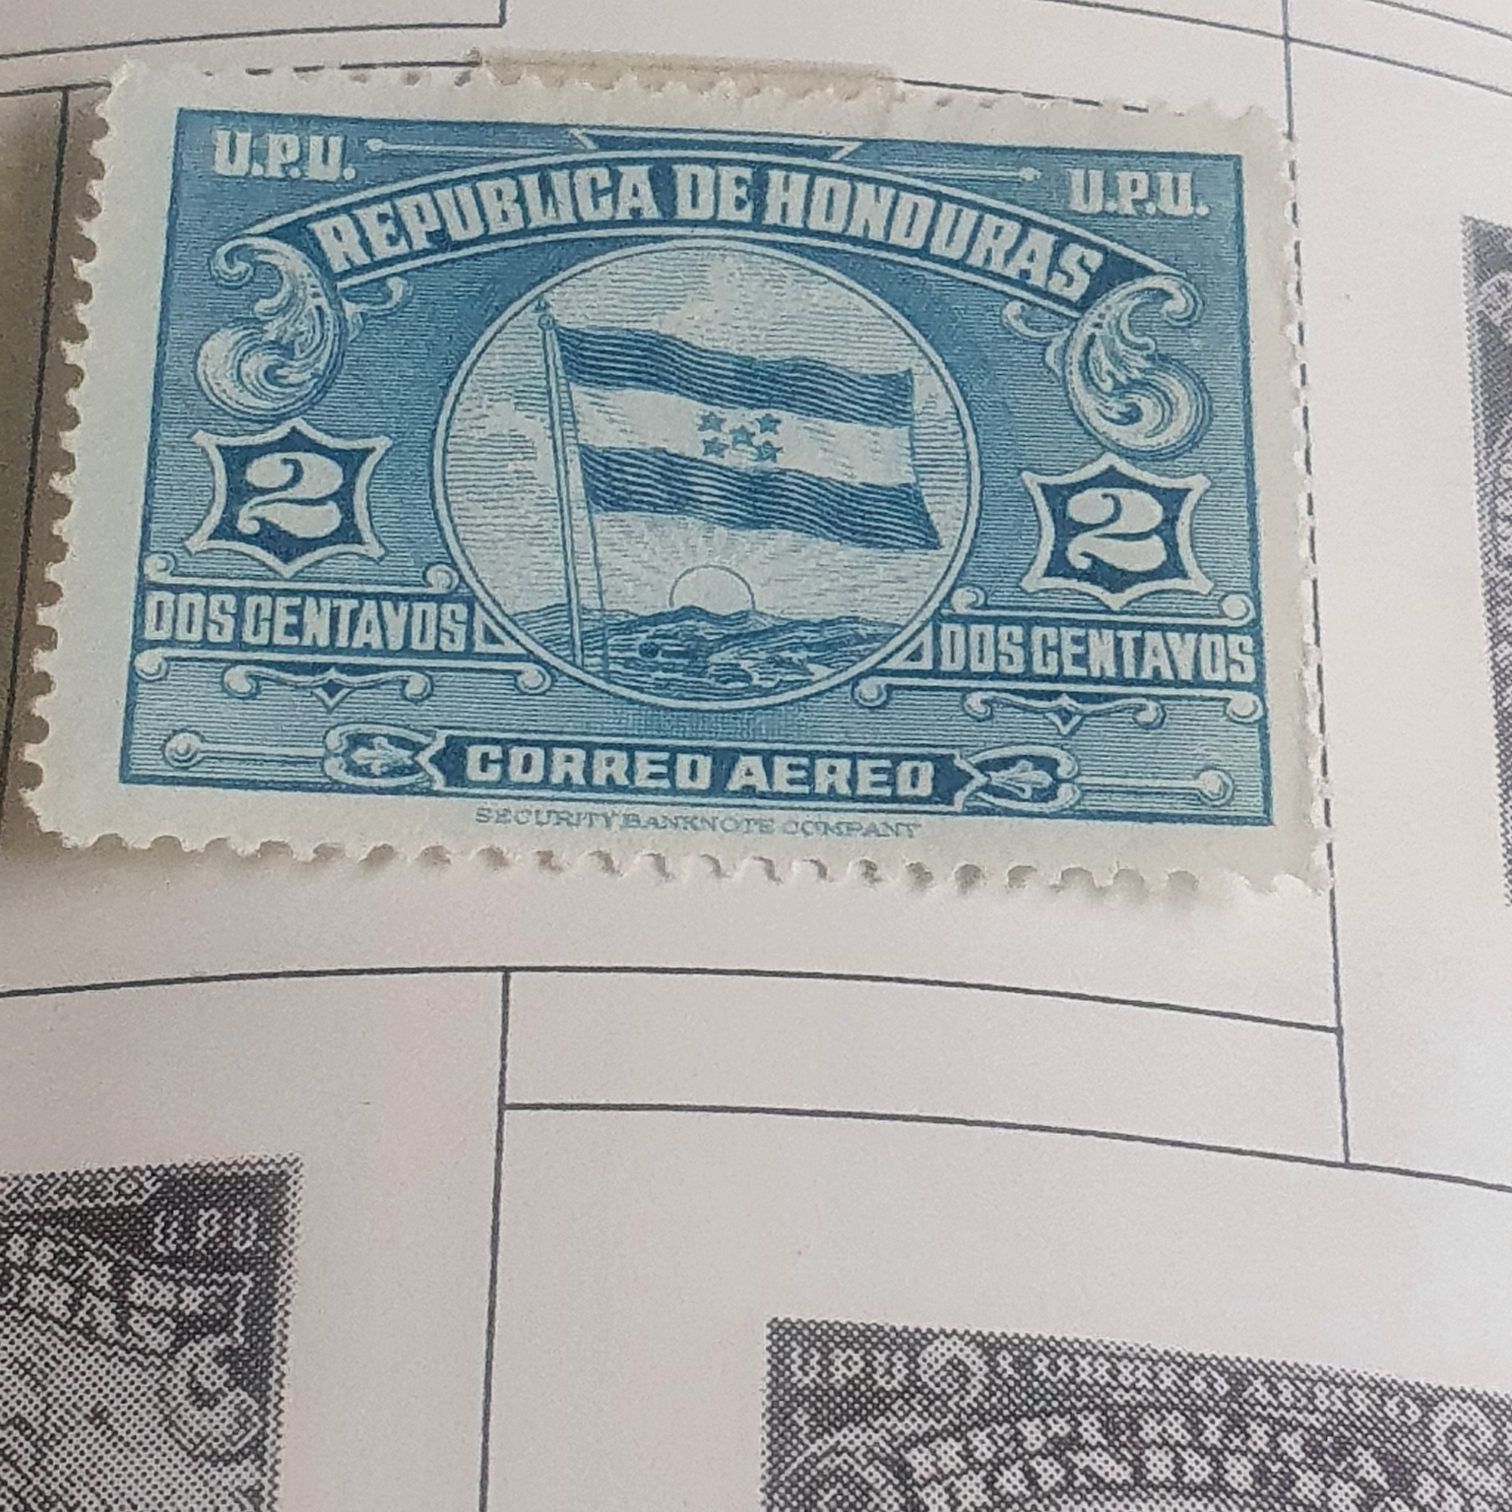 U.P.U.
U.P.U.
REPUBLICA DE HONDURAS
2
2
DOS CENTAVOS
DOS CENTAVOS
CORREO AEREO
SECURITY BANKNOTE COMPANY